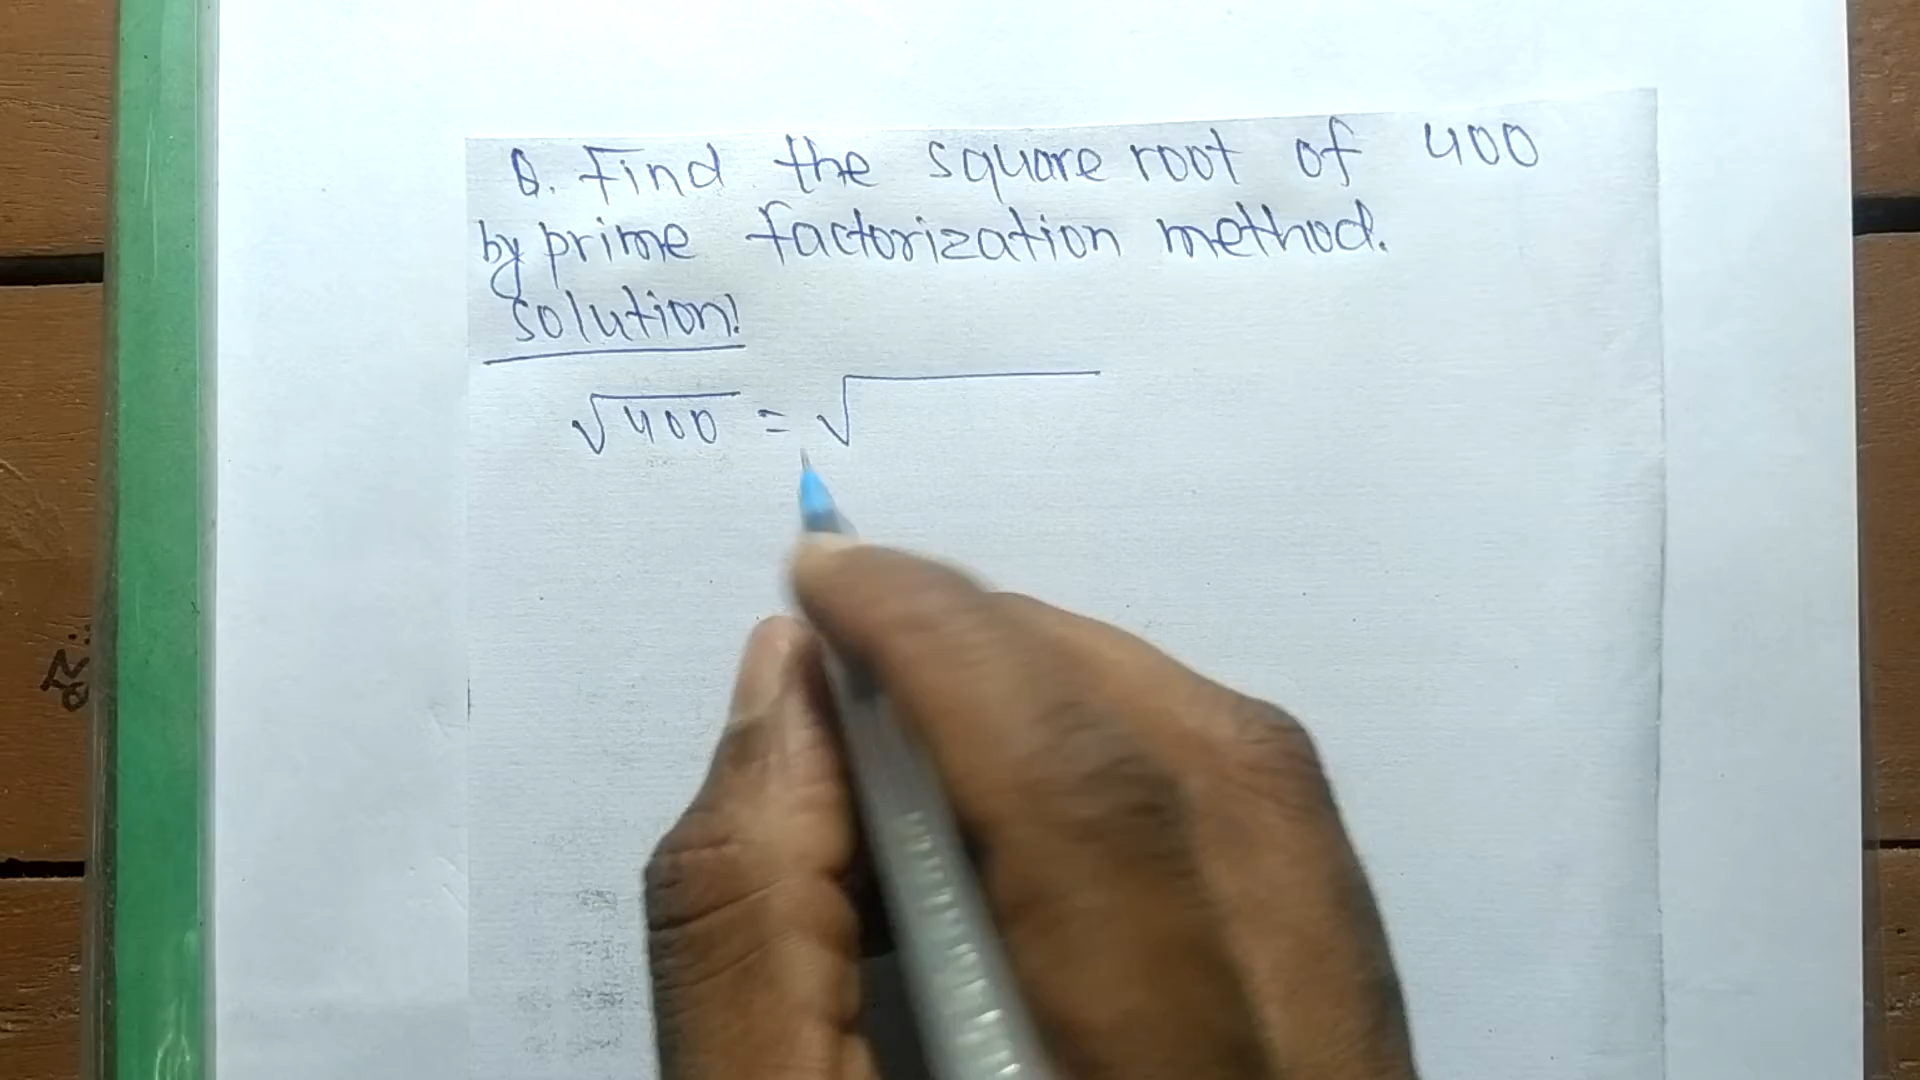 Q. Find the square root of 400
by prime factorization method.
Solution!
√400 = √